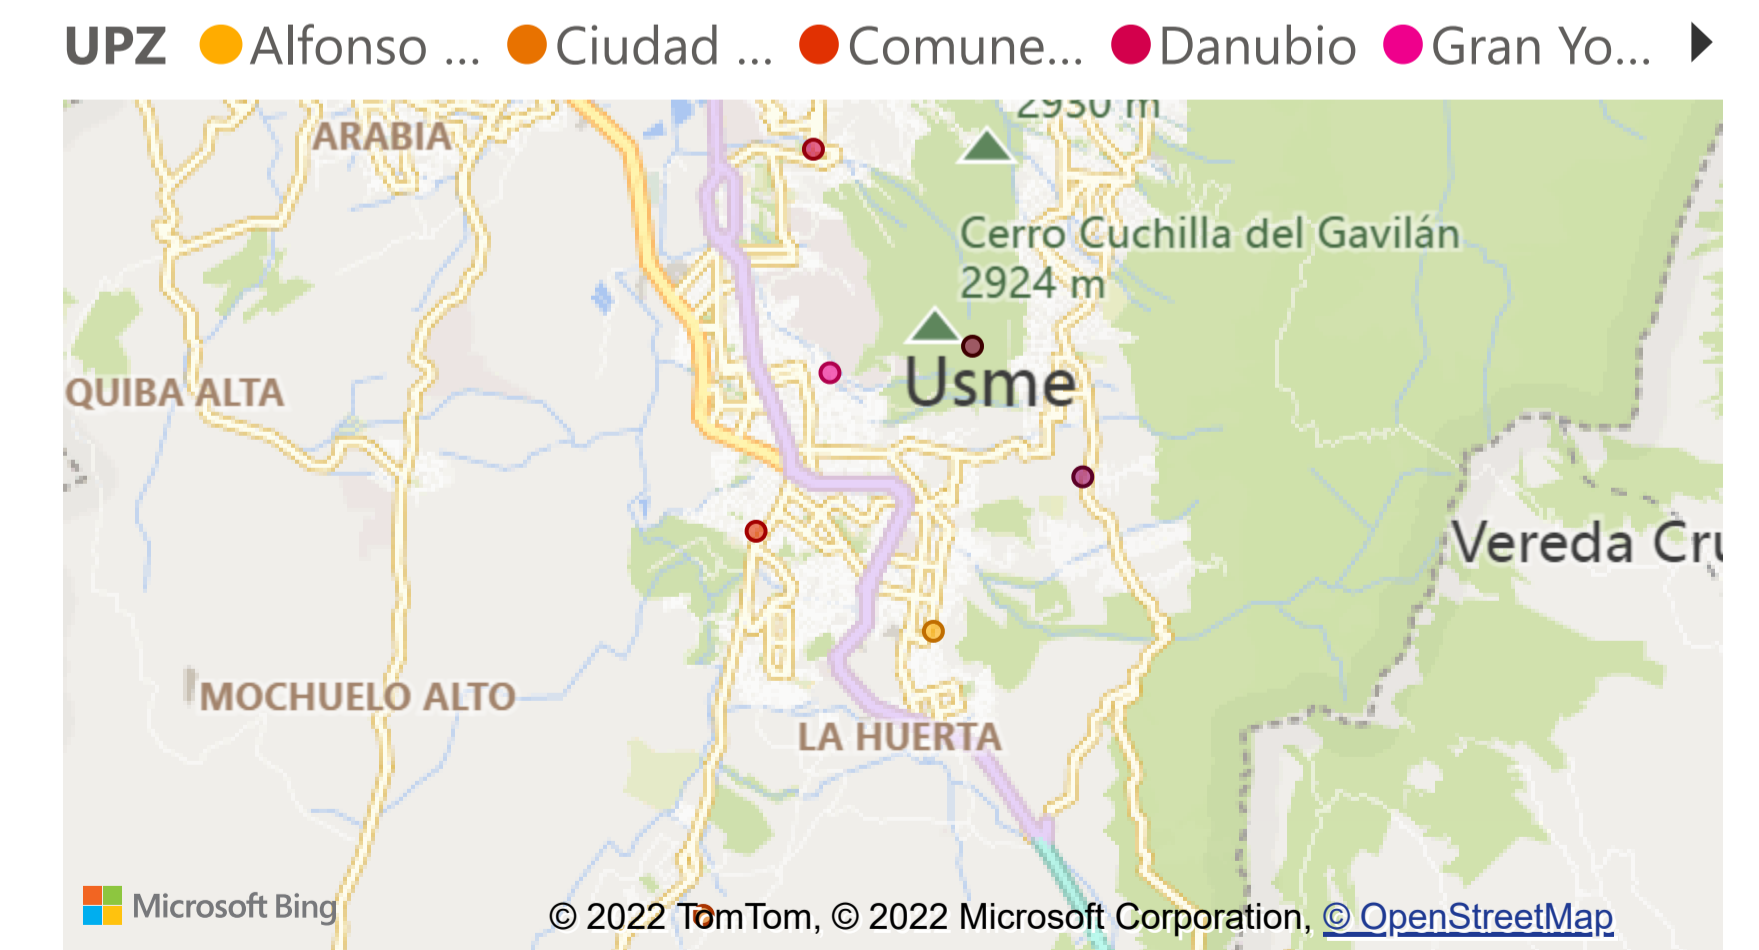 UPZ Alfonso ... Ciudad ... Comune... Danubio Gran Yo...
2930 m
ARABIA
Cerro Cuchilla del Gavilán
2924 m
Usme
QUIBA ALTA
Vereda Cru
MOCHUELO ALTO
LA HUERTA
Microsoft Bing
© 2022 TomTom, © 2022 Microsoft Corporation, © OpenStreetMap